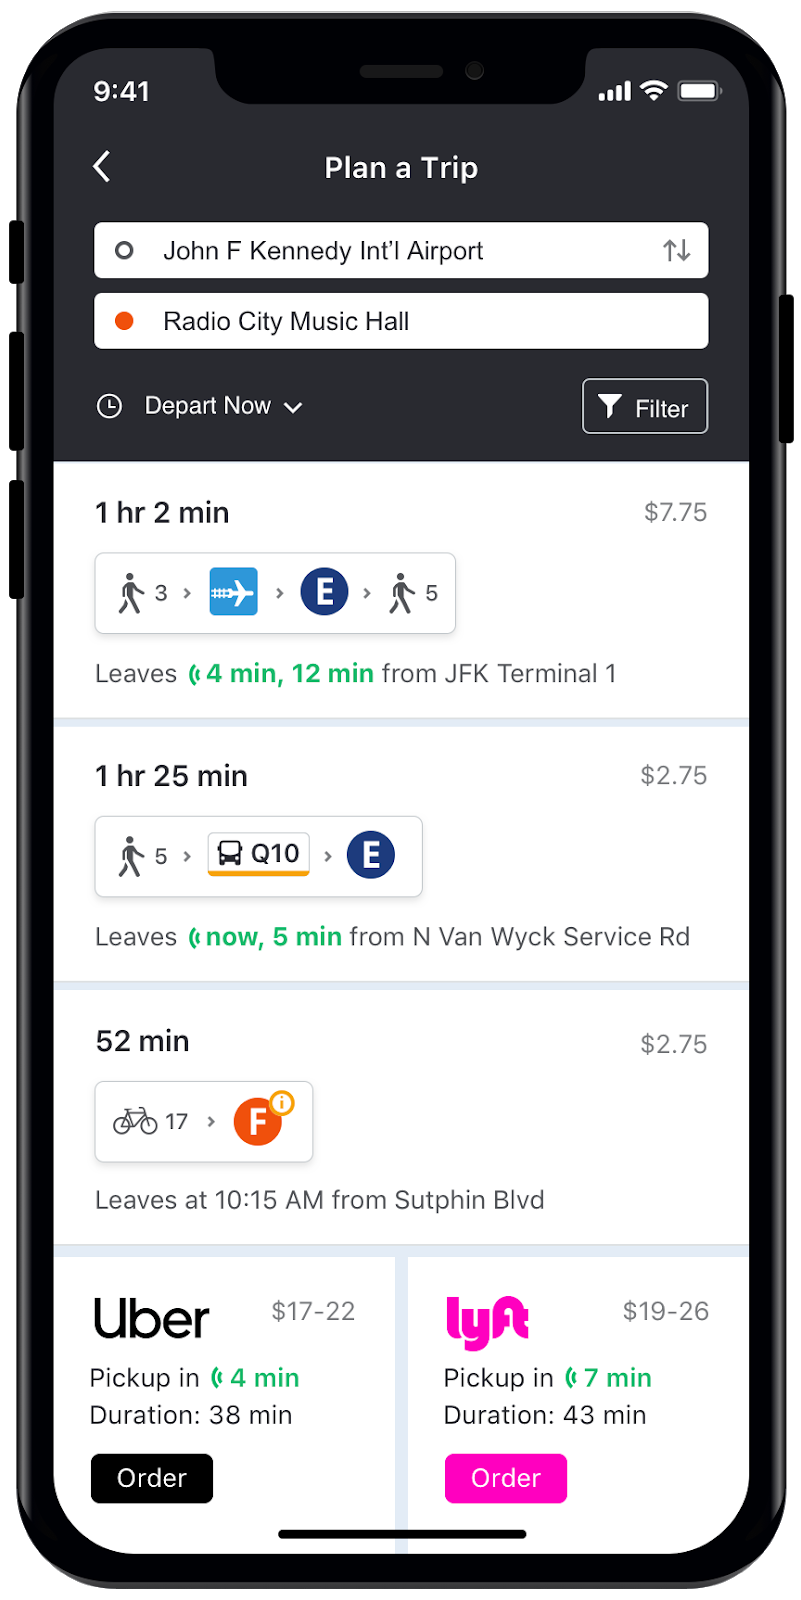 9:41
Plan a Trip
John F Kennedy Int'l Airport
Radio City Music Hall
Depart Now
Filter
1 hr 2 min $7.75
3 E 5
Leaves 4 min, 12 min from JFK Terminal 1
1 hr 25 min $2.75
5 Q10 E
Leaves now, 5 min from N Van Wyck Service Rd
52 min $2.75
17 F i
Leaves at 10:15 AM from Sutphin Blvd
Uber $17-22
Pickup in 4 min
Duration: 38 min
Order
lyft $19-26
Pickup in 7 min
Duration: 43 min
Order